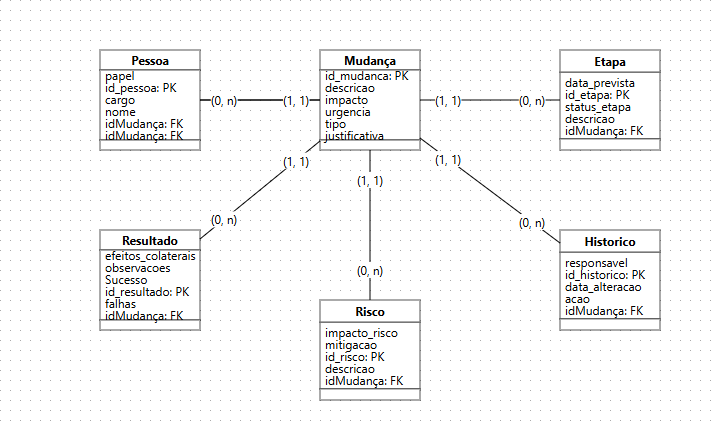 Pessoa
papel
id_pessoa: PK
cargo
nome
idMudança: FK
idMudança: FK
(0, n)
(1, 1)
Mudança
id_mudanca: PK
descricao
impacto
urgencia
tipo
justificativa
(1, 1)
(0, n)
Etapa
data_prevista
id_etapa: PK
status_etapa
descricao
idMudança: FK
(1, 1)
(0, n)
(1, 1)
(0, n)
(1, 1)
(0, n)
Resultado
efeitos_colaterais
observacoes
Sucesso
id_resultado: PK
falhas
idMudança: FK
Risco
impacto_risco
mitigacao
id_risco: PK
descricao
idMudança: FK
Historico
responsavel
id_historico: PK
data_alteracao
acao
idMudança: FK